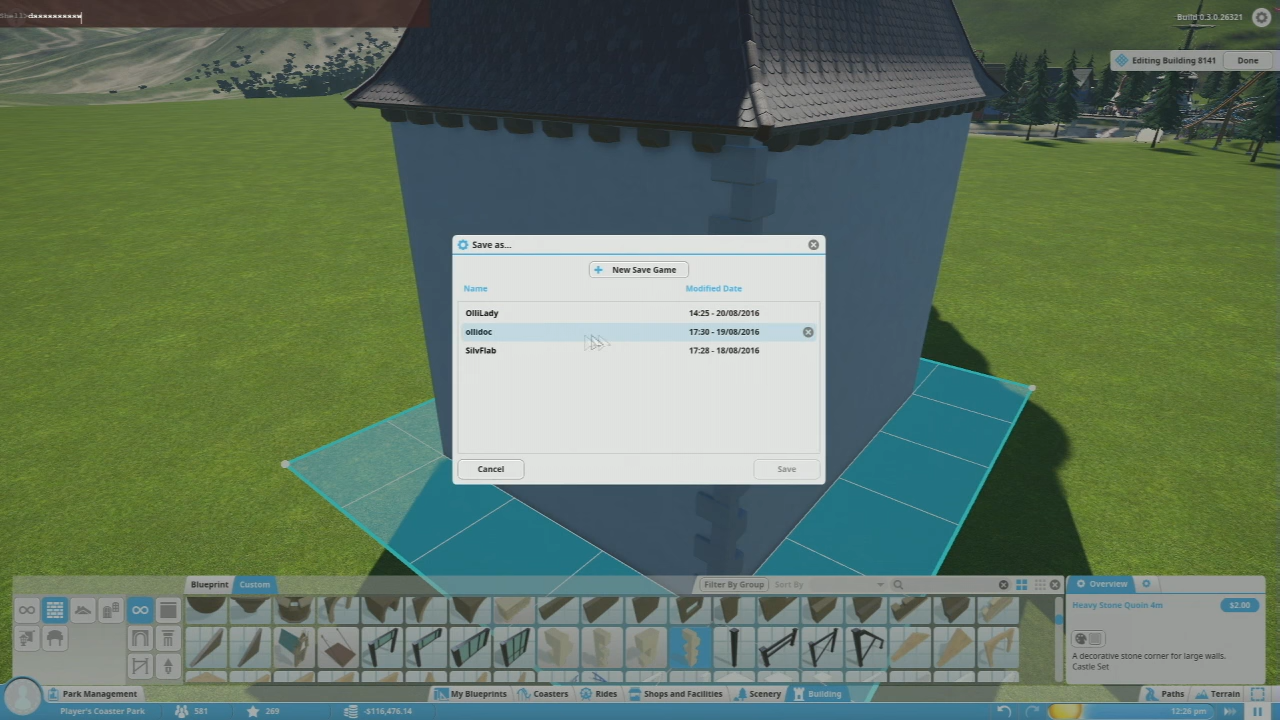 Build 0.3.0.26321
Editing Building 8141
Done
Save as...
New Save Game
Name
Modified Date
OlliLady
14:25 - 20/08/2016
ollidoc
17:30 - 19/08/2016
SilvFlab
17:28 - 18/08/2016
Cancel
Save
Blueprint
Custom
Filter By Group
Sort By
Overview
Heavy Stone Quoin 4m
$2.00
A decorative stone corner for large walls.
Castle Set
Park Management
My Blueprints
Coasters
Rides
Shops and Facilities
Scenery
Building
Paths
Terrain
Player's Coaster Park
581
269
-$116,476.14
12:26 pm